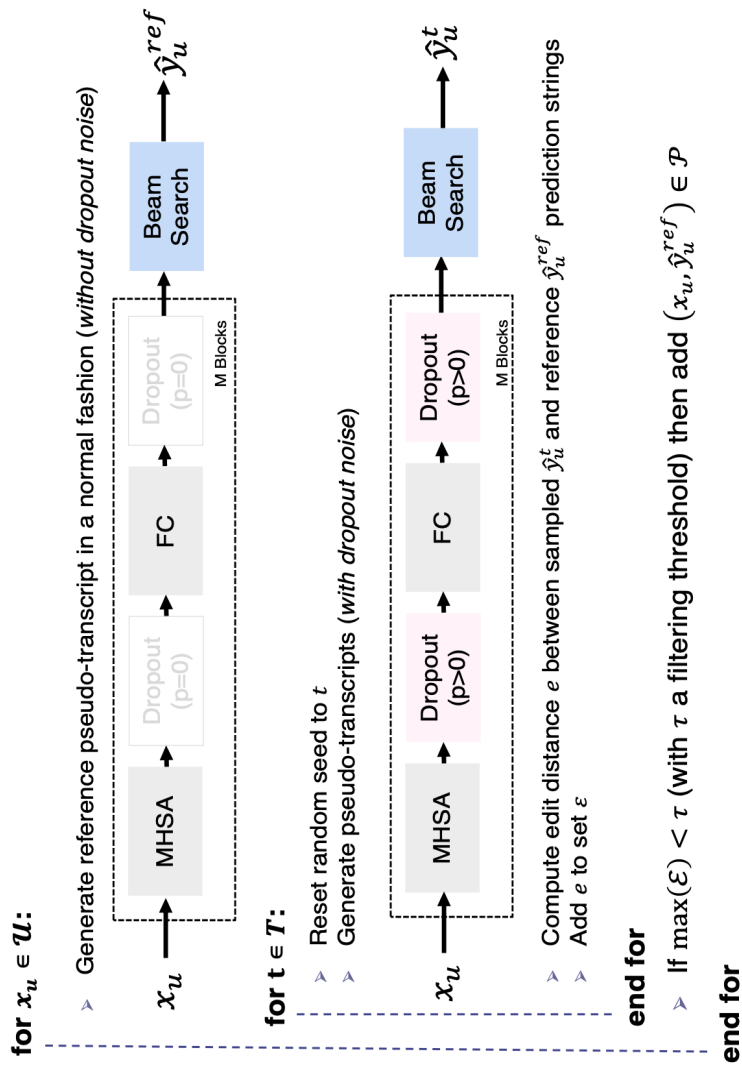 for x_u ∈ 𝒰:
➢ Generate reference pseudo-transcript in a normal fashion (without dropout noise)
x_u
MHSA
Dropout
(p=0)
FC
Dropout
(p=0)
M Blocks
Beam
Search
ŷ_u^{ref}
for t ∈ T:
➢ Reset random seed to t
➢ Generate pseudo-transcripts (with dropout noise)
x_u
MHSA
Dropout
(p>0)
FC
Dropout
(p>0)
M Blocks
Beam
Search
ŷ_u^t
➢ Compute edit distance e between sampled ŷ_u^t and reference ŷ_u^{ref} prediction strings
➢ Add e to set ε
end for
➢ If max(ℰ) < τ (with τ a filtering threshold) then add (x_u, ŷ_u^{ref}) ∈ 𝒫
end for